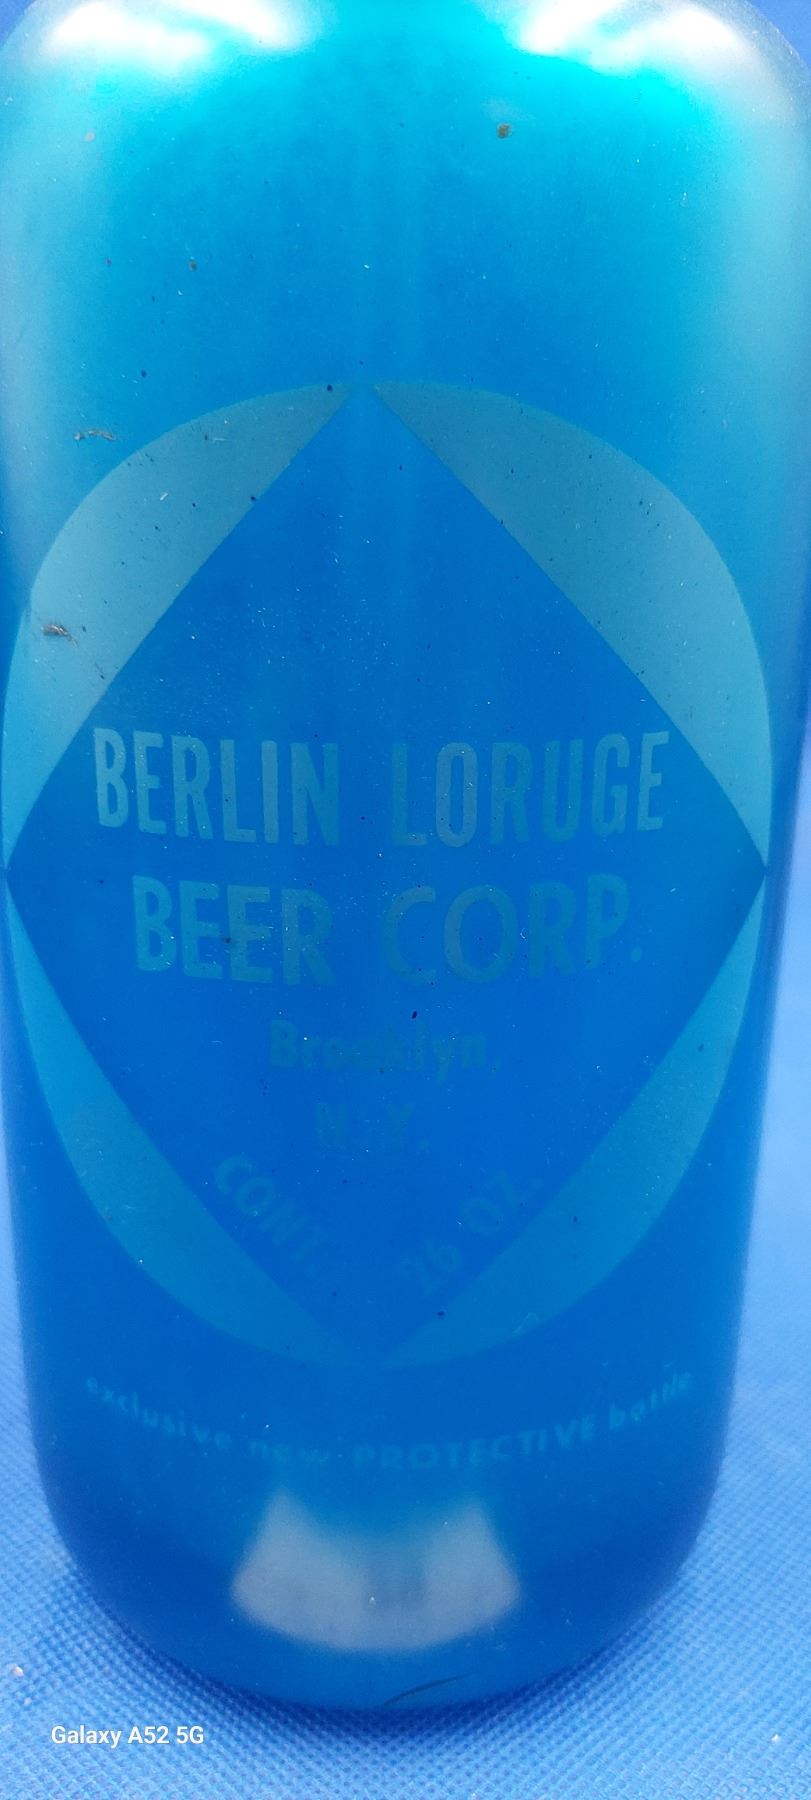 BERLIN LORUGE
BEER CORP.
Brooklyn,
N. Y.
CONT. 26 OZ.
exclusive new PROTECTIVE bottle
Galaxy A52 5G